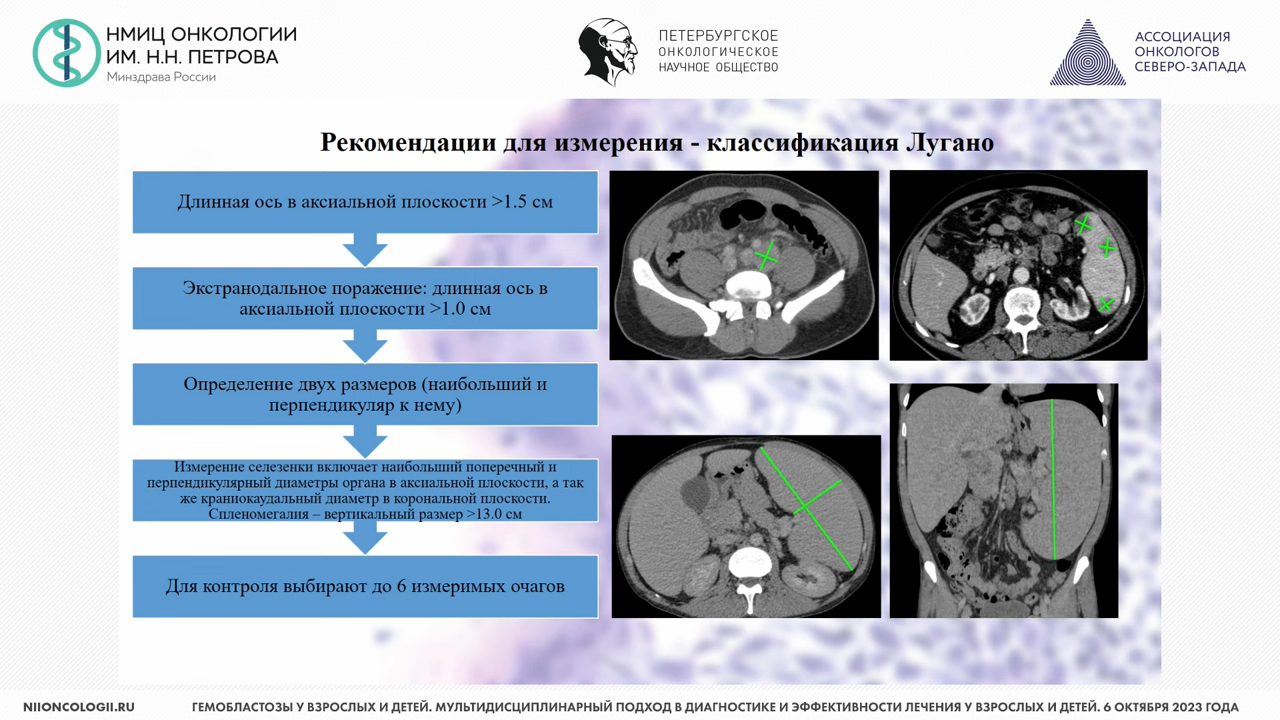 НМИЦ ОНКОЛОГИИ
ИМ. Н.Н. ПЕТРОВА
Минздрава России
ПЕТЕРБУРГСКОЕ
ОНКОЛОГИЧЕСКОЕ
НАУЧНОЕ ОБЩЕСТВО
АССОЦИАЦИЯ
ОНКОЛОГОВ
СЕВЕРО-ЗАПАДА
Рекомендации для измерения - классификация Лугано
Длинная ось в аксиальной плоскости >1.5 см
Экстранодальное поражение: длинная ось в
аксиальной плоскости >1.0 см
Определение двух размеров (наибольший и
перпендикуляр к нему)
Измерение селезенки включает наибольший поперечный и
перпендикулярный диаметры органа в аксиальной плоскости, а так
же краниокаудальный диаметр в корональной плоскости.
Спленомегалия – вертикальный размер >13.0 см
Для контроля выбирают до 6 измеримых очагов
NIIONCOLOGII.RU
ГЕМОБЛАСТОЗЫ У ВЗРОСЛЫХ И ДЕТЕЙ. МУЛЬТИДИСЦИПЛИНАРНЫЙ ПОДХОД В ДИАГНОСТИКЕ И ЭФФЕКТИВНОСТИ ЛЕЧЕНИЯ У ВЗРОСЛЫХ И ДЕТЕЙ. 6 ОКТЯБРЯ 2023 ГОДА